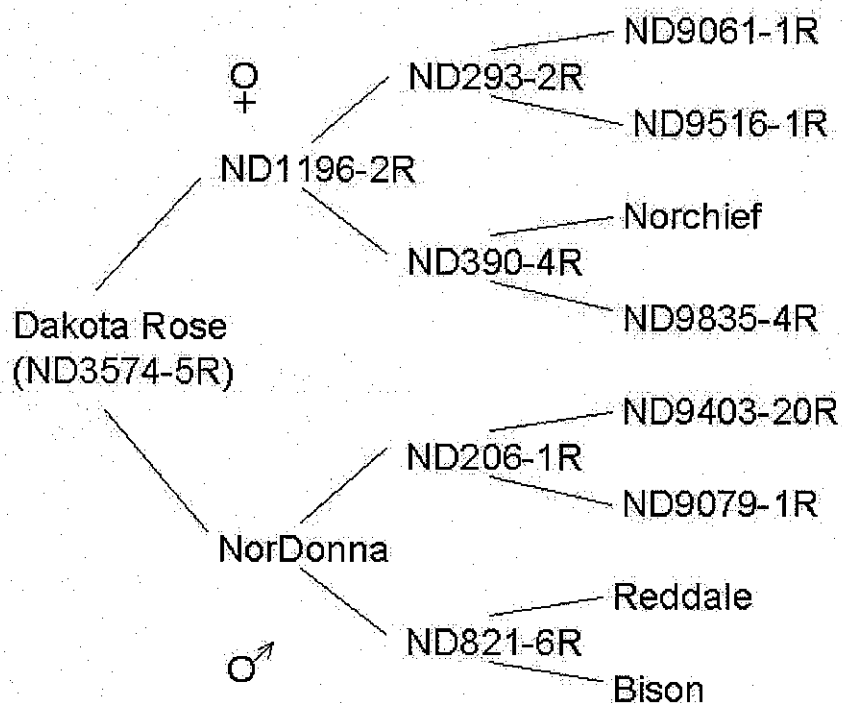 ND9061-1R
ND293-2R
ND9516-1R
ND1196-2R
Norchief
ND390-4R
ND9835-4R
Dakota Rose
(ND3574-5R)
ND9403-20R
ND206-1R
ND9079-1R
NorDonna
Reddale
ND821-6R
Bison